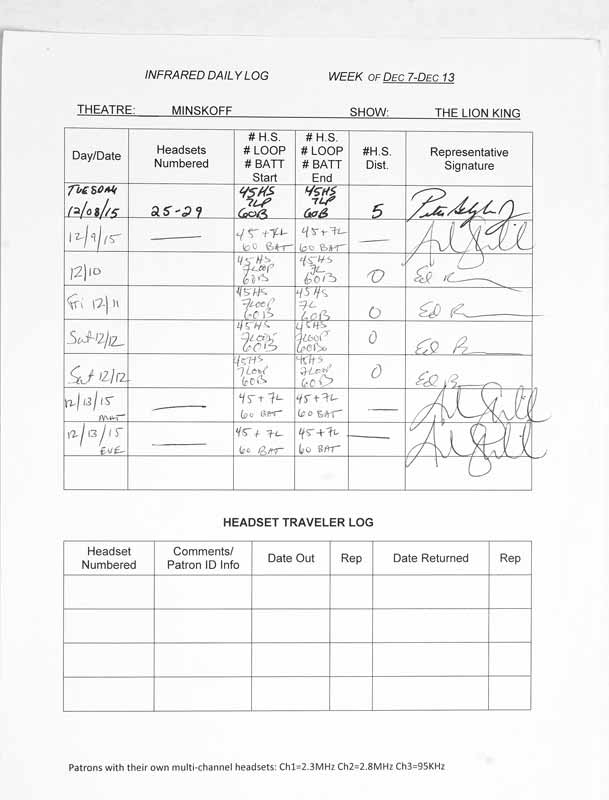 INFRARED DAILY LOG WEEK OF DEC 7-DEC 13
THEATRE: MINSKOFF SHOW: THE LION KING
Day/Date
Headsets
Numbered
# H.S.
# LOOP
# BATT
Start
# H.S.
# LOOP
# BATT
End
#H.S.
Dist.
Representative
Signature
TUESDAY
12/08/15
25-29
45HS
7LP
60B
45HS
7LP
60B
5
12/9/15
45+7L
60 BAT
45+7L
60 BAT
12/10
45HS
7LOOP
60B
45HS
7L
60B
0
Ed
Fri 12/11
45HS
7LOOP
60B
45HS
7L
60B
0
Ed
Sat 12/12
45HS
7LOOP
60B
45HS
7LOOP
60B
0
Ed
Sat 12/12
45HS
7LOOP
60B
45HS
7LOOP
60B
0
Ed
12/13/15
MAT
45+7L
60 BAT
45+7L
60 BAT
12/13/15
EVE
45+7L
60 BAT
45+7L
60 BAT
HEADSET TRAVELER LOG
Headset
Numbered
Comments/
Patron ID Info
Date Out
Rep
Date Returned
Rep
Patrons with their own multi-channel headsets: Ch1=2.3MHz Ch2=2.8MHz Ch3=95KHz